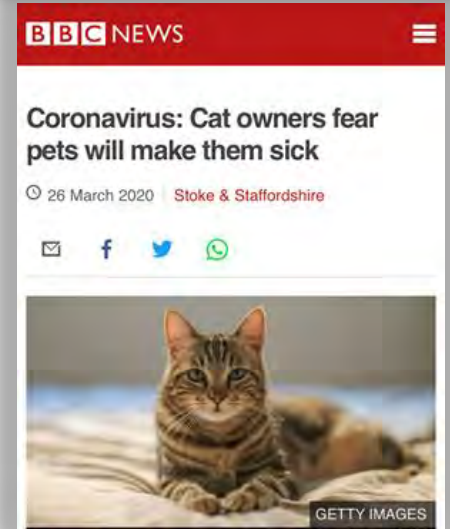 BBC NEWS
Coronavirus: Cat owners fear
pets will make them sick
26 March 2020 Stoke & Staffordshire
GETTY IMAGES